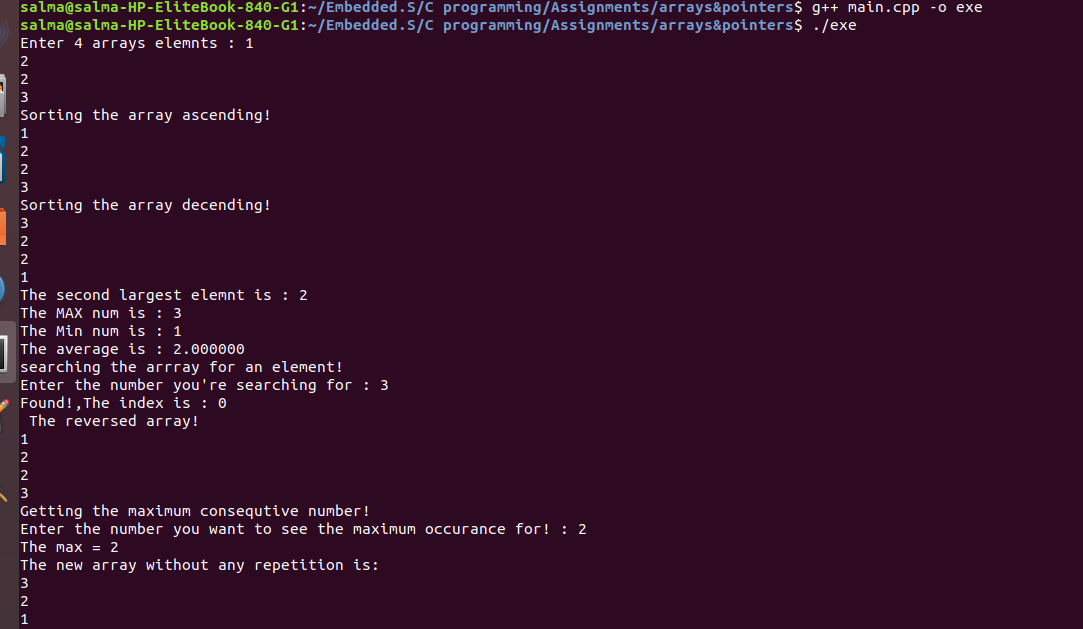 salma@salma-HP-EliteBook-840-G1:~/Embedded.S/C programming/Assignments/arrays&pointers$ g++ main.cpp -o exe
salma@salma-HP-EliteBook-840-G1:~/Embedded.S/C programming/Assignments/arrays&pointers$ ./exe
Enter 4 arrays elemnts : 1
2
2
3
Sorting the array ascending!
1
2
2
3
Sorting the array decending!
3
2
2
1
The second largest elemnt is : 2
The MAX num is : 3
The Min num is : 1
The average is : 2.000000
searching the arrray for an element!
Enter the number you're searching for : 3
Found!,The index is : 0
 The reversed array!
1
2
2
3
Getting the maximum consequtive number!
Enter the number you want to see the maximum occurance for! : 2
The max = 2
The new array without any repetition is:
3
2
1